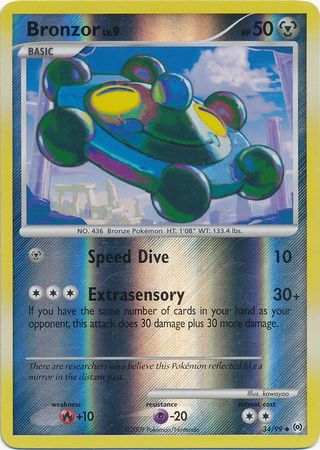 Bronzor LV.9 HP 50
BASIC
NO. 436 Bronze Pokémon HT: 1'08" WT: 133.4 lbs.
Speed Dive 10
Extrasensory 30+
If you have the same number of cards in your hand as your
opponent, this attack does 30 damage plus 30 more damage.
There are researchers who believe this Pokémon reflected like a
mirror in the distant past.
Illus. kawayoo
weakness resistance retreat cost
+10 -20
©2009 Pokémon/Nintendo 34/99